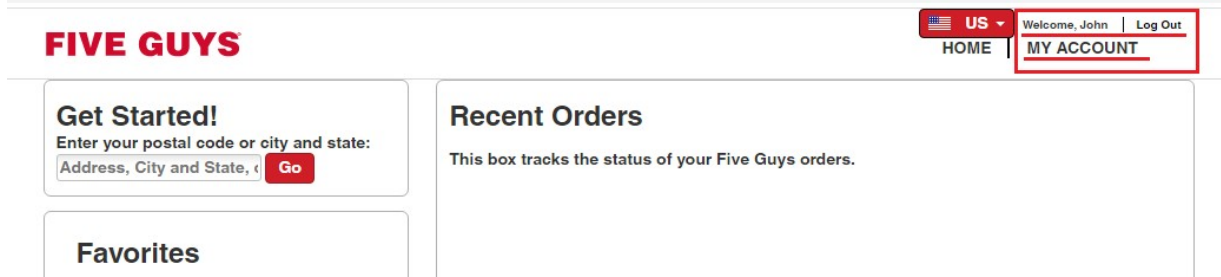 FIVE GUYS
US
Welcome, John | Log Out
HOME | MY ACCOUNT
Get Started!
Enter your postal code or city and state:
Address, City and State, 
Go
Recent Orders
This box tracks the status of your Five Guys orders.
Favorites